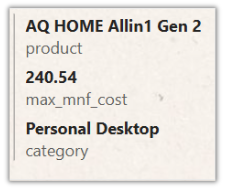 AQ HOME Allin1 Gen 2
product
240.54
max_mnf_cost
Personal Desktop
category